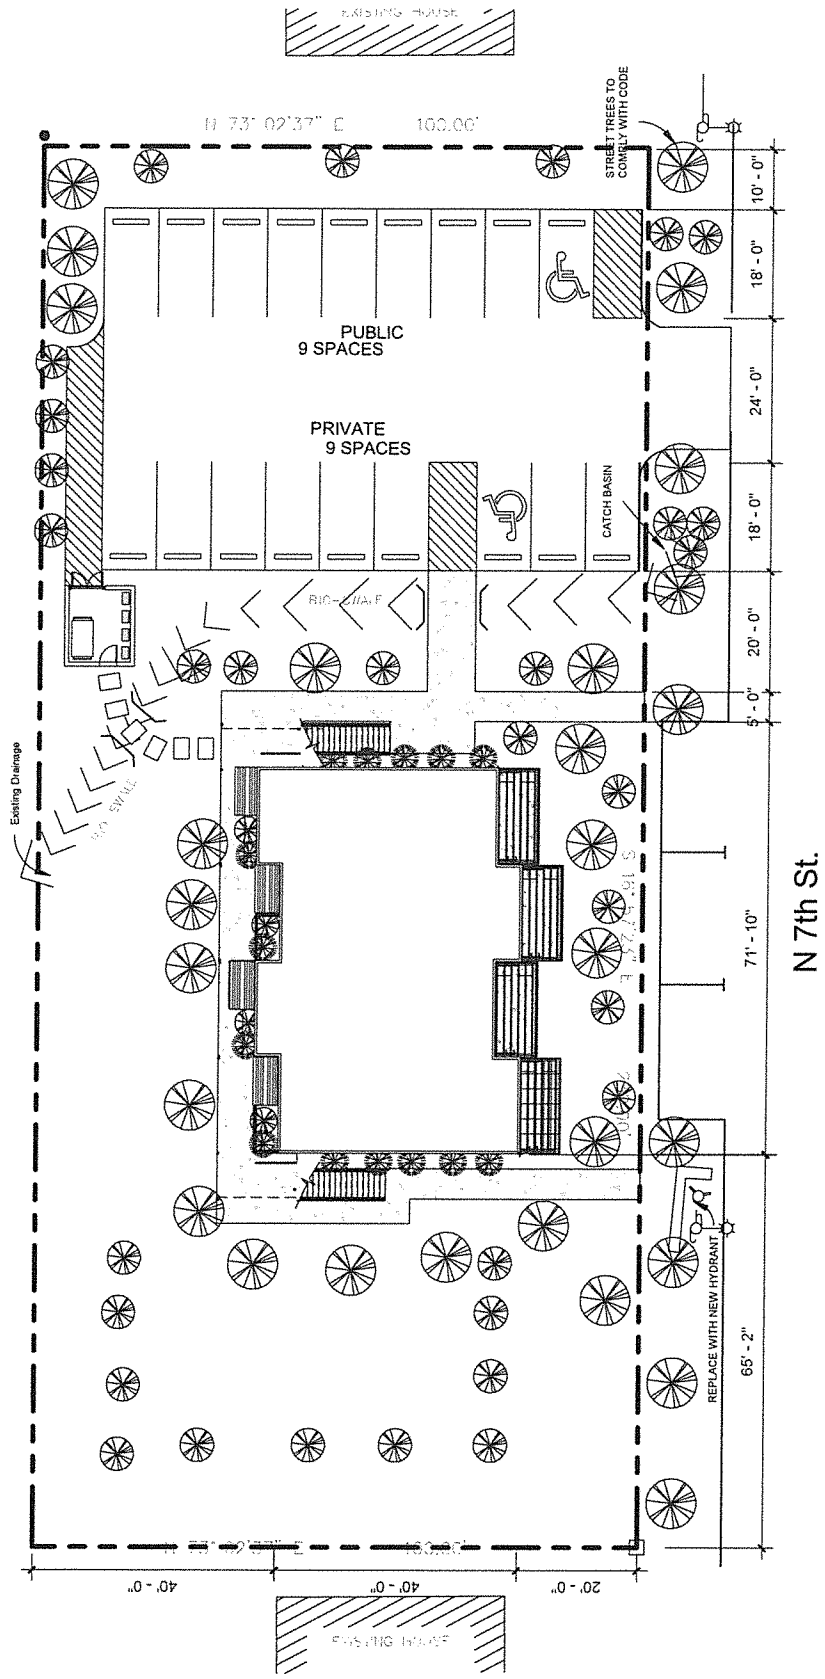 EXISTING HOUSE
N 73° 02'37" E 100.00'
STREET TREES TO
COMPLY WITH CODE
10' - 0"
18' - 0"
PUBLIC
9 SPACES
24' - 0"
PRIVATE
9 SPACES
CATCH BASIN
18' - 0"
BIO-SWALE
20' - 0"
5' - 0"
Existing Drainage
BIO SWALE
71' - 10"
N 7th St.
REPLACE WITH NEW HYDRANT
65' - 2"
N 73° 02'37" E 100.00'
40' - 0"
40' - 0"
20' - 0"
EXISTING HOUSE